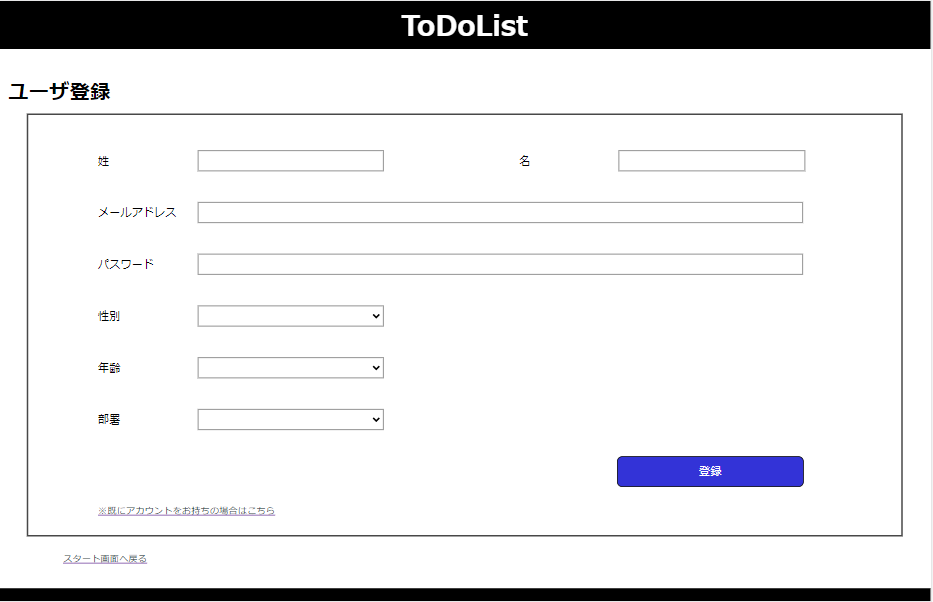 ToDoList
ユーザ登録
姓 名
メールアドレス
パスワード
性別
年齢
部署
登録
※既にアカウントをお持ちの場合はこちら
スタート画面へ戻る